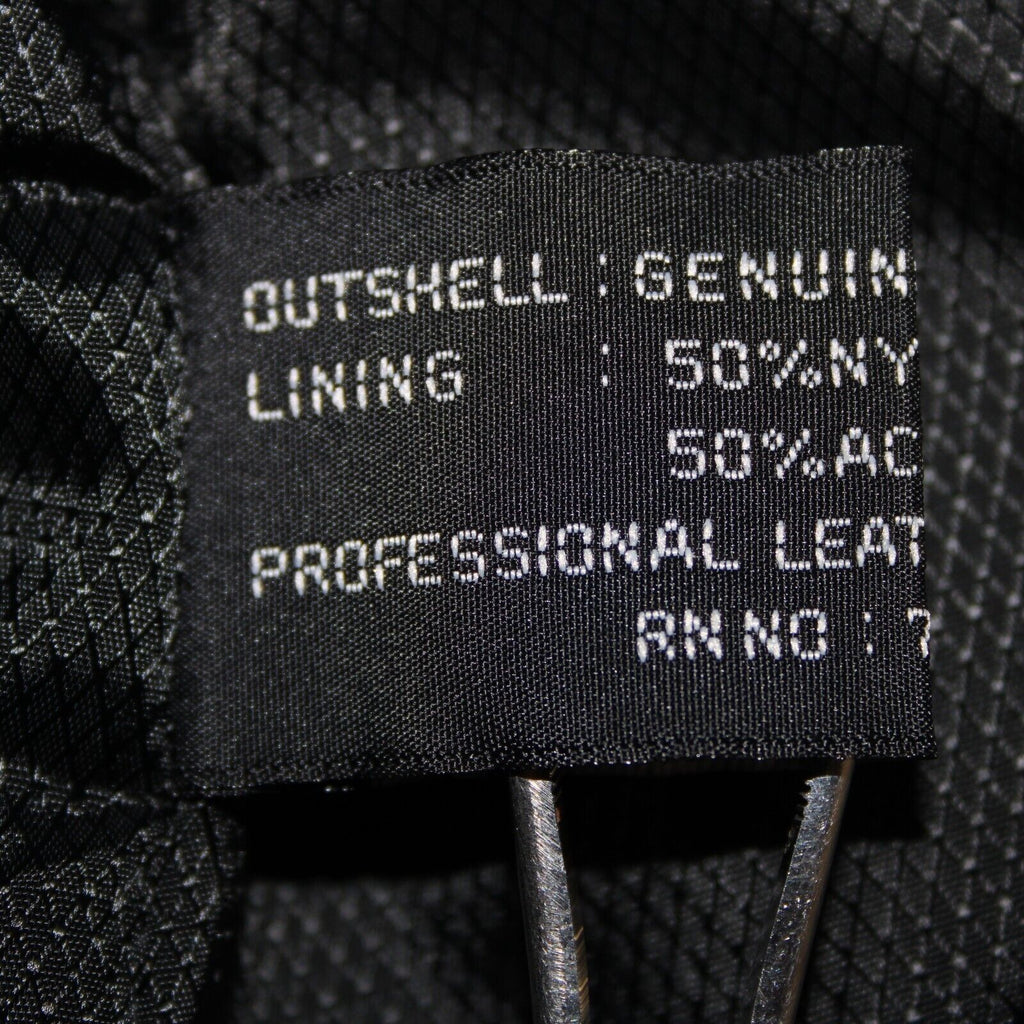 OUTSHELL : GENUIN
LINING : 50%NY
50%AC
PROFESSIONAL LEAT
RN NO :